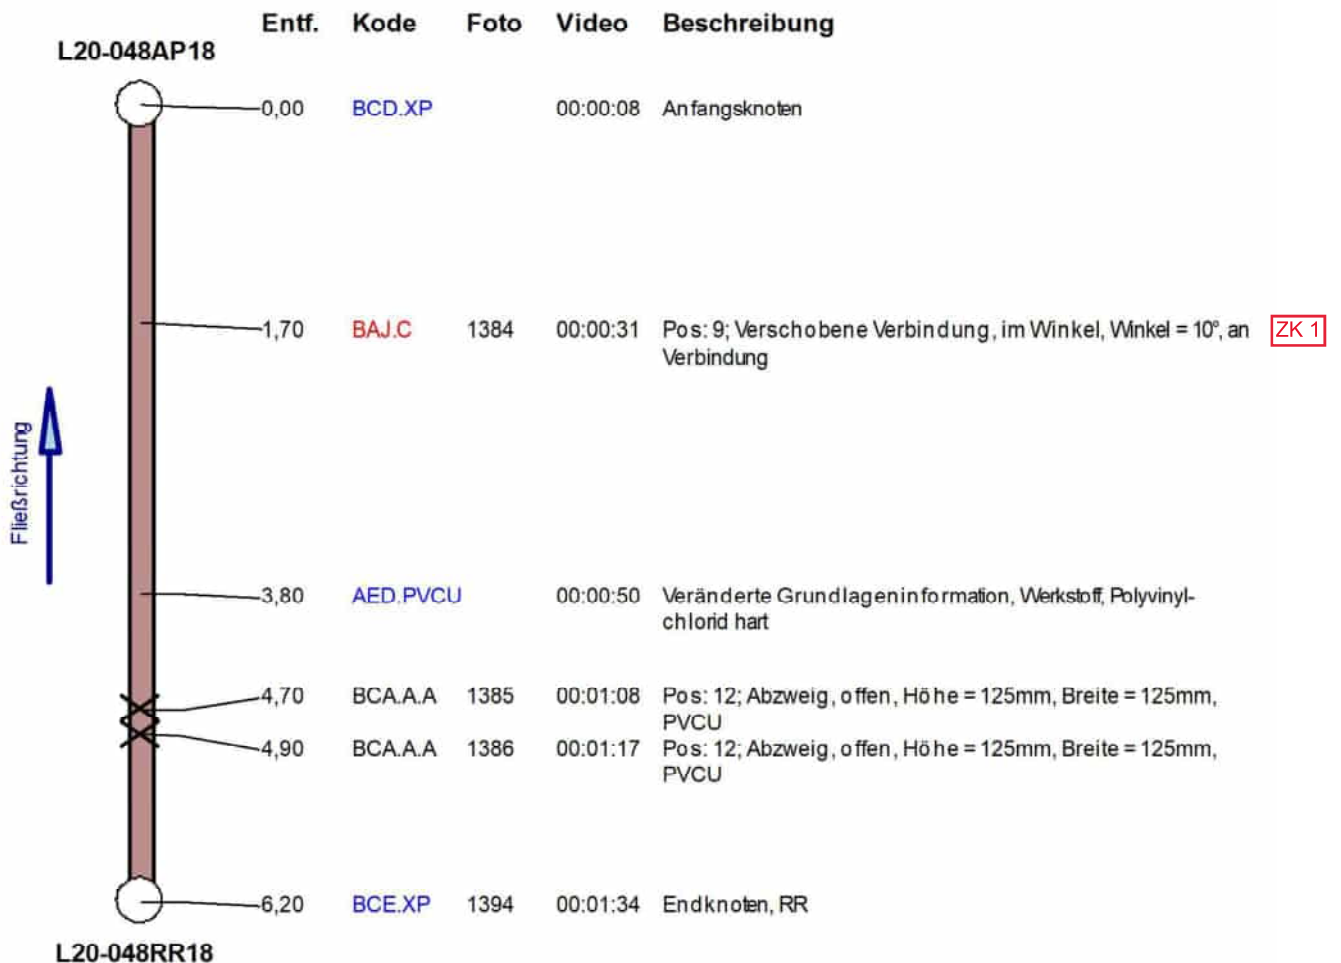 Entf. Kode Foto Video Beschreibung
L20-048AP18
0,00 BCD.XP 00:00:08 Anfangsknoten
1,70 BAJ.C 1384 00:00:31 Pos: 9; Verschobene Verbindung, im Winkel, Winkel = 10°, an ZK 1
Verbindung
Fließrichtung
3,80 AED.PVCU 00:00:50 Veränderte Grundlageninformation, Werkstoff, Polyvinyl-
chlorid hart
4,70 BCA.A.A 1385 00:01:08 Pos: 12; Abzweig, offen, Höhe = 125mm, Breite = 125mm,
PVCU
4,90 BCA.A.A 1386 00:01:17 Pos: 12; Abzweig, offen, Höhe = 125mm, Breite = 125mm,
PVCU
6,20 BCE.XP 1394 00:01:34 Endknoten, RR
L20-048RR18